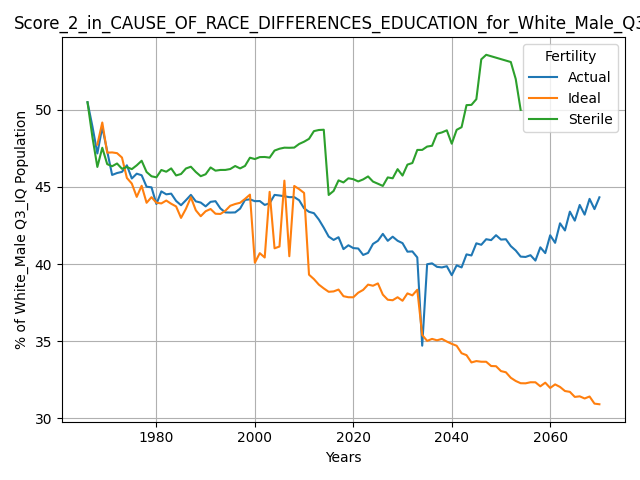 Score_2_in_CAUSE_OF_RACE_DIFFERENCES_EDUCATION_for_White_Male_Q3
Fertility
Actual
Ideal
Sterile
% of White_Male Q3_IQ Population
50
45
40
35
30
1980 2000 2020 2040 2060
Years